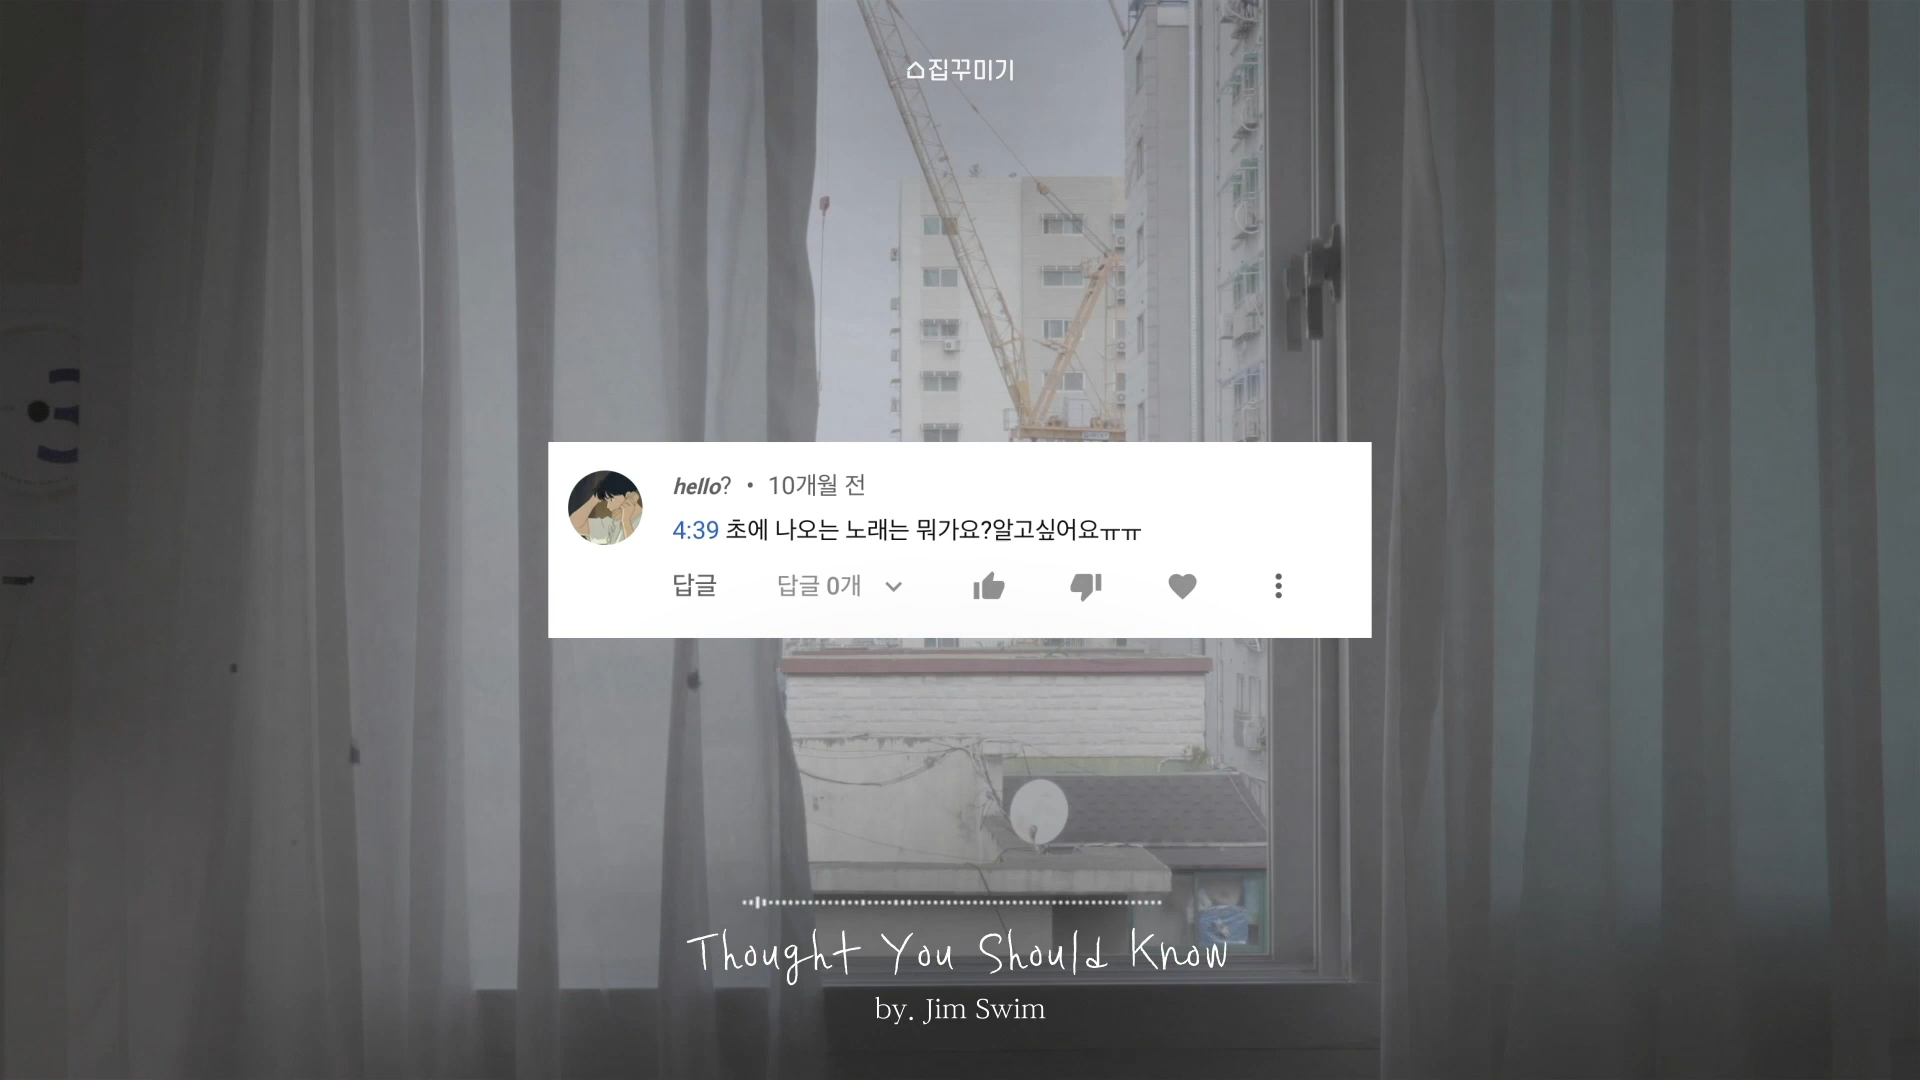 집꾸미기
hello? • 10개월 전
4:39 초에 나오는 노래는 뭐가요?알고싶어요ㅠㅠ
답글 답글 0개
Thought You Should Know
by. Jim Swim